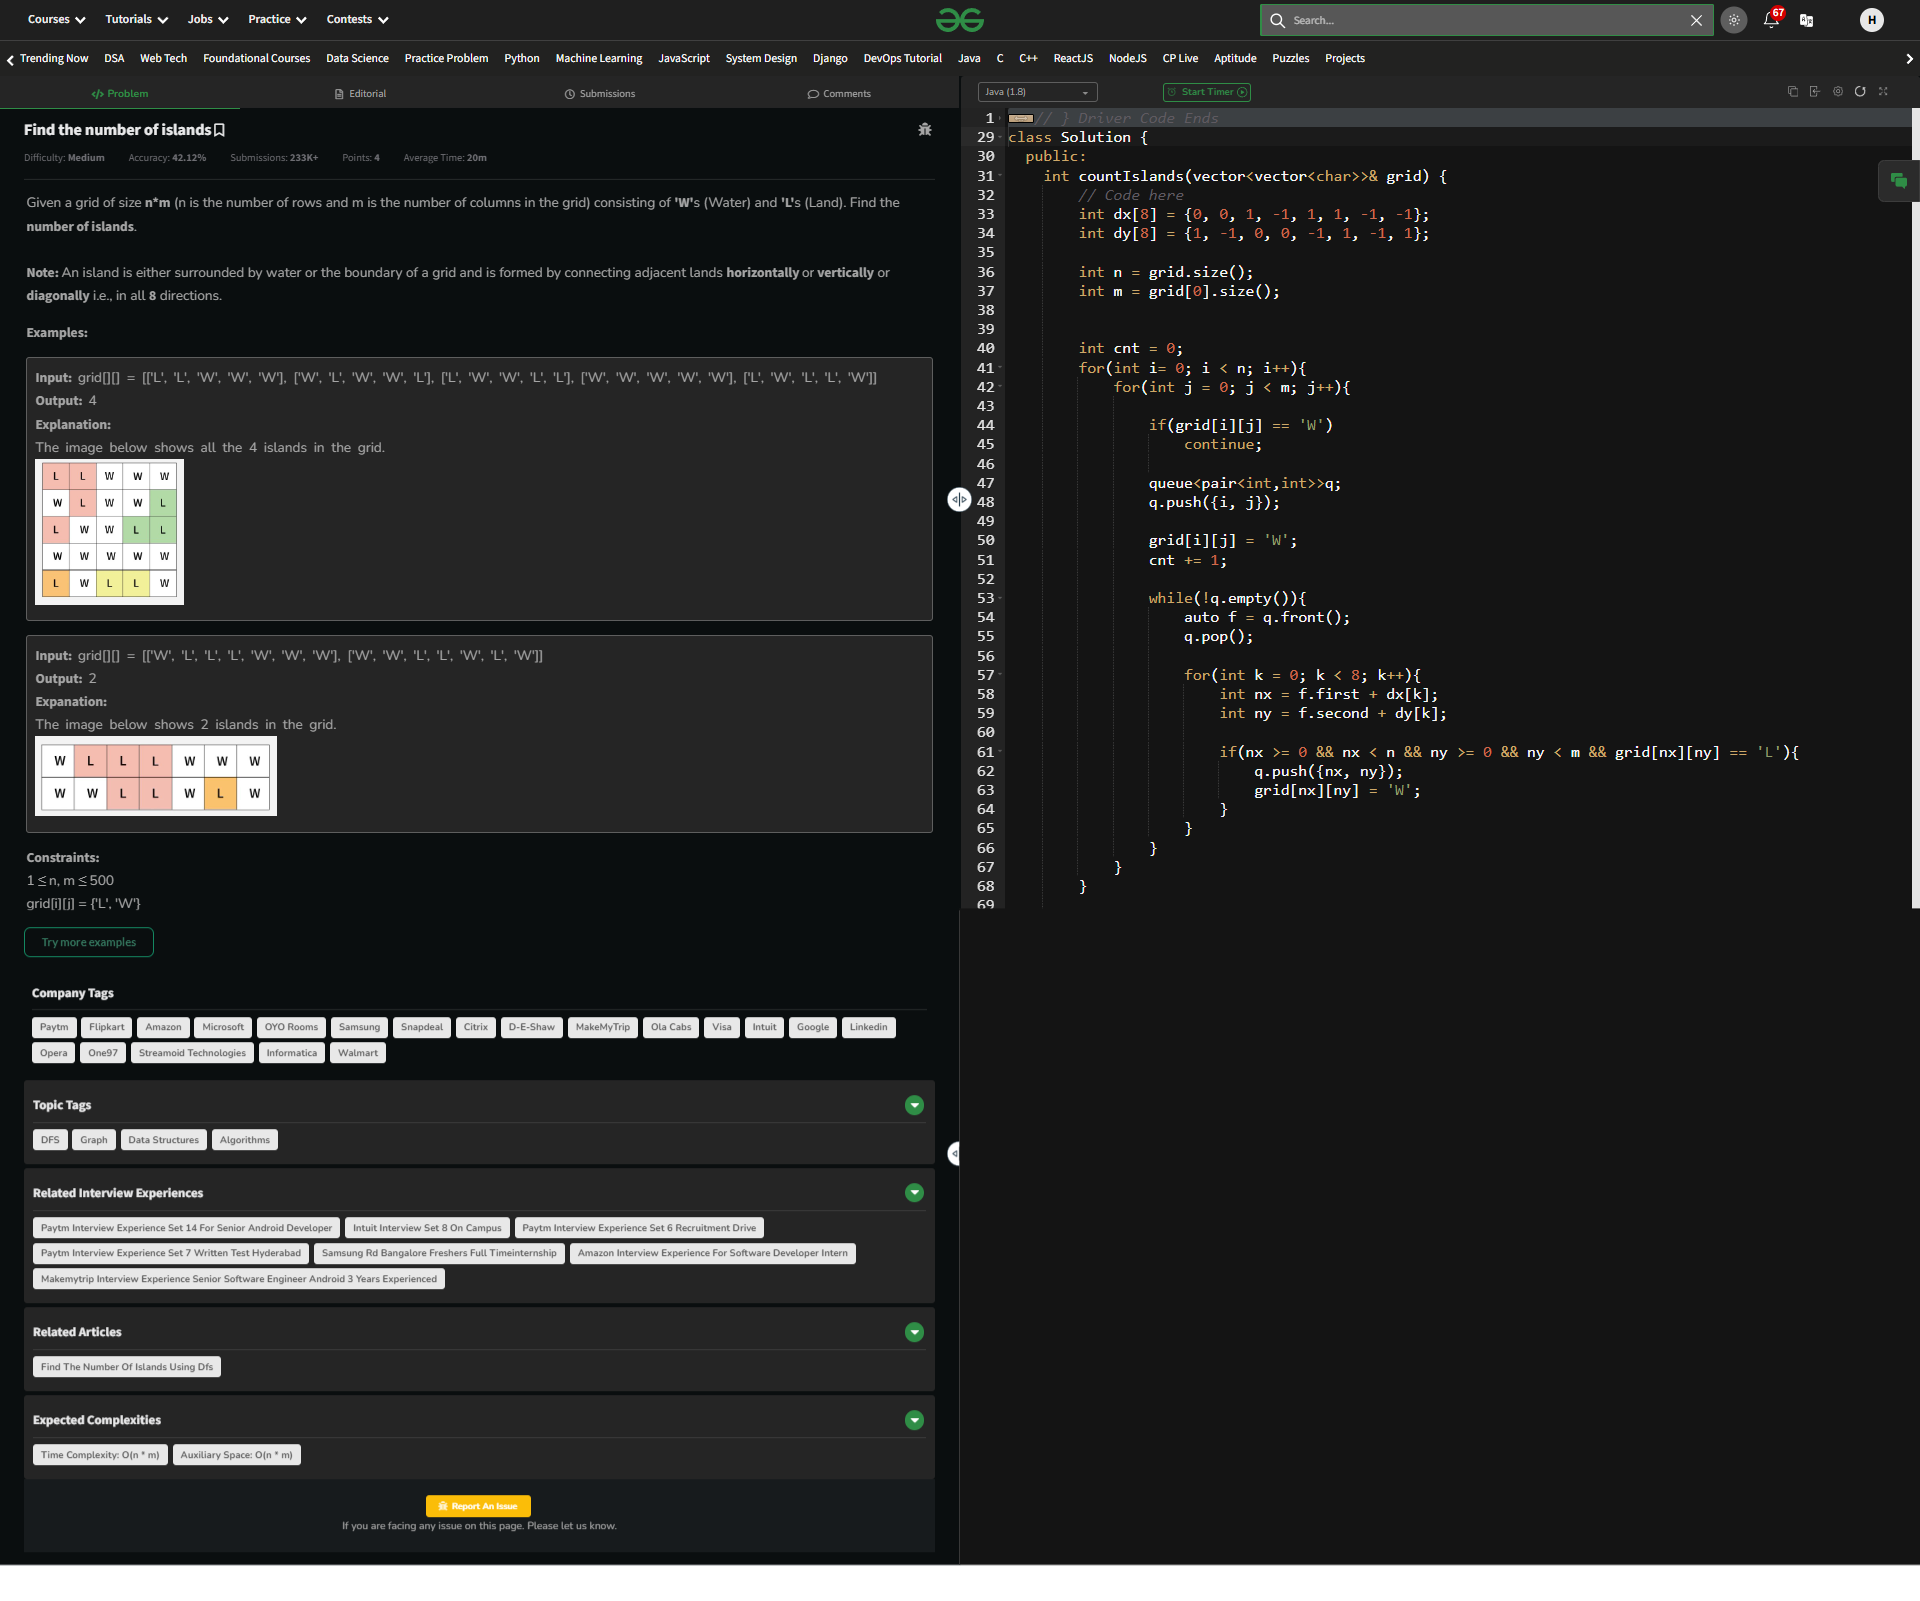 Courses Tutorials Jobs Practice Contests Search... 67 H
Trending Now DSA Web Tech Foundational Courses Data Science Practice Problem Python Machine Learning JavaScript System Design Django DevOps Tutorial Java C C++ ReactJS NodeJS CP Live Aptitude Puzzles Projects
</> Problem Editorial Submissions Comments
Find the number of islands
Difficulty: Medium Accuracy: 42.12% Submissions: 233K+ Points: 4 Average Time: 20m
Given a grid of size n*m (n is the number of rows and m is the number of columns in the grid) consisting of 'W's (Water) and 'L's (Land). Find the
number of islands.
Note: An island is either surrounded by water or the boundary of a grid and is formed by connecting adjacent lands horizontally or vertically or
diagonally i.e., in all 8 directions.
Examples:
Input: grid[][] = [['L', 'L', 'W', 'W', 'W'], ['W', 'L', 'W', 'W', 'L'], ['L', 'W', 'W', 'L', 'L'], ['W', 'W', 'W', 'W', 'W'], ['L', 'W', 'L', 'L', 'W']]
Output: 4
Explanation:
The image below shows all the 4 islands in the grid.
L L W W W
W L W W L
L W W L L
W W W W W
L W L L W
Input: grid[][] = [['W', 'L', 'L', 'L', 'W', 'W', 'W'], ['W', 'W', 'L', 'L', 'W', 'L', 'W']]
Output: 2
Expanation:
The image below shows 2 islands in the grid.
W L L L W W W
W W L L W L W
Constraints:
1 ≤ n, m ≤ 500
grid[i][j] = {'L', 'W'}
Try more examples
Company Tags
Paytm Flipkart Amazon Microsoft OYO Rooms Samsung Snapdeal Citrix D-E-Shaw MakeMyTrip Ola Cabs Visa Intuit Google Linkedin
Opera One97 Streamoid Technologies Informatica Walmart
Topic Tags
DFS Graph Data Structures Algorithms
Related Interview Experiences
Paytm Interview Experience Set 14 For Senior Android Developer Intuit Interview Set 8 On Campus Paytm Interview Experience Set 6 Recruitment Drive
Paytm Interview Experience Set 7 Written Test Hyderabad Samsung Rd Bangalore Freshers Full Timeinternship Amazon Interview Experience For Software Developer Intern
Makemytrip Interview Experience Senior Software Engineer Android 3 Years Experienced
Related Articles
Find The Number Of Islands Using Dfs
Expected Complexities
Time Complexity: O(n * m) Auxiliary Space: O(n * m)
Report An Issue
If you are facing any issue on this page. Please let us know.
Java (1.8) Start Timer
1 // } Driver Code Ends
29 class Solution {
30 public:
31 int countIslands(vector<vector<char>>& grid) {
32 // Code here
33 int dx[8] = {0, 0, 1, -1, 1, 1, -1, -1};
34 int dy[8] = {1, -1, 0, 0, -1, 1, -1, 1};
35
36 int n = grid.size();
37 int m = grid[0].size();
38
39
40 int cnt = 0;
41 for(int i= 0; i < n; i++){
42 for(int j = 0; j < m; j++){
43
44 if(grid[i][j] == 'W')
45 continue;
46
47 queue<pair<int,int>>q;
48 q.push({i, j});
49
50 grid[i][j] = 'W';
51 cnt += 1;
52
53 while(!q.empty()){
54 auto f = q.front();
55 q.pop();
56
57 for(int k = 0; k < 8; k++){
58 int nx = f.first + dx[k];
59 int ny = f.second + dy[k];
60
61 if(nx >= 0 && nx < n && ny >= 0 && ny < m && grid[nx][ny] == 'L'){
62 q.push({nx, ny});
63 grid[nx][ny] = 'W';
64 }
65 }
66 }
67 }
68 }
69